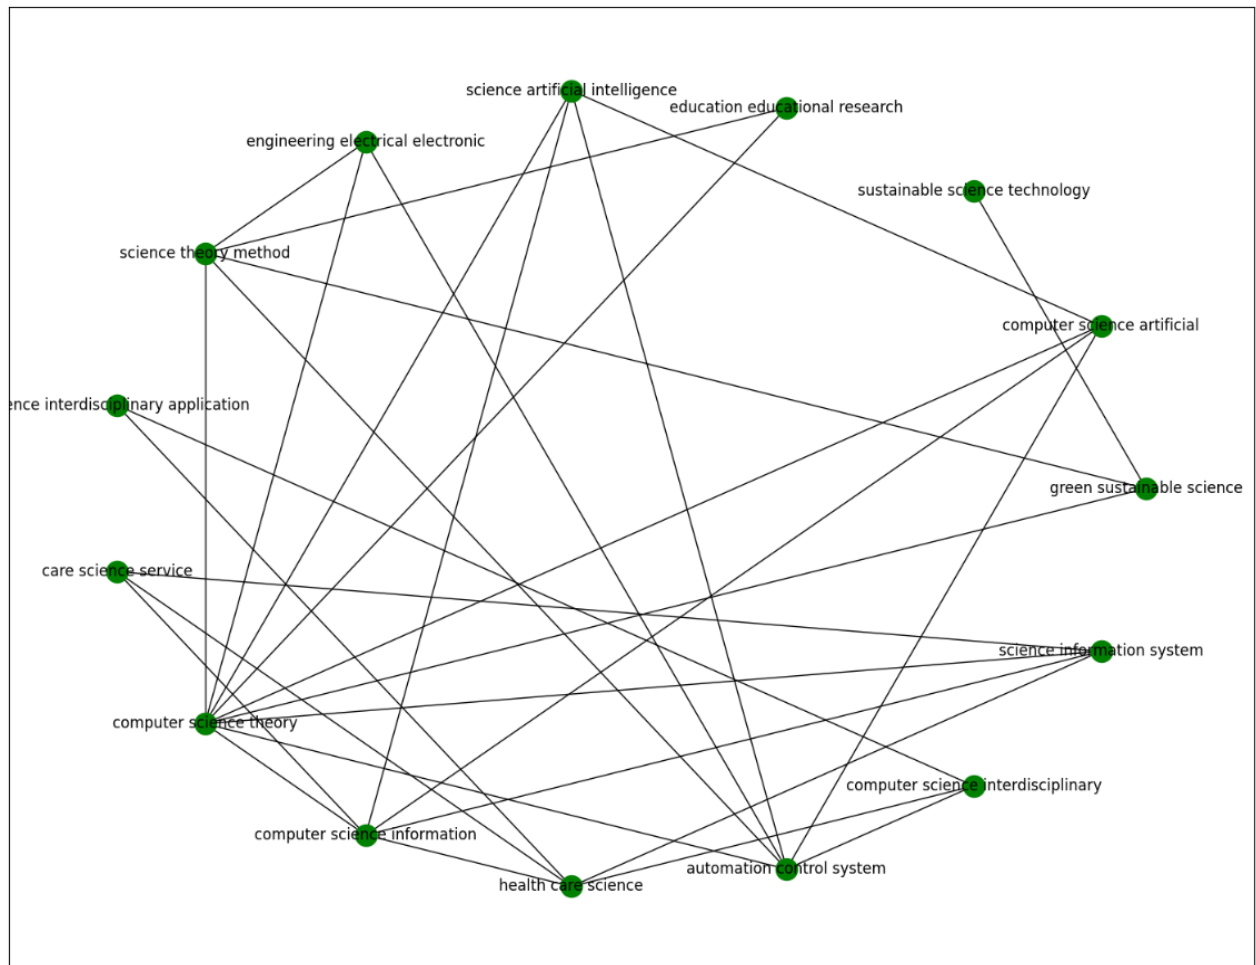 science artificial intelligence
education educational research
engineering electrical electronic
sustainable science technology
science theory method
computer science artificial
ence interdisciplinary application
green sustainable science
care science service
science information system
computer science theory
computer science interdisciplinary
computer science information
automation control system
health care science